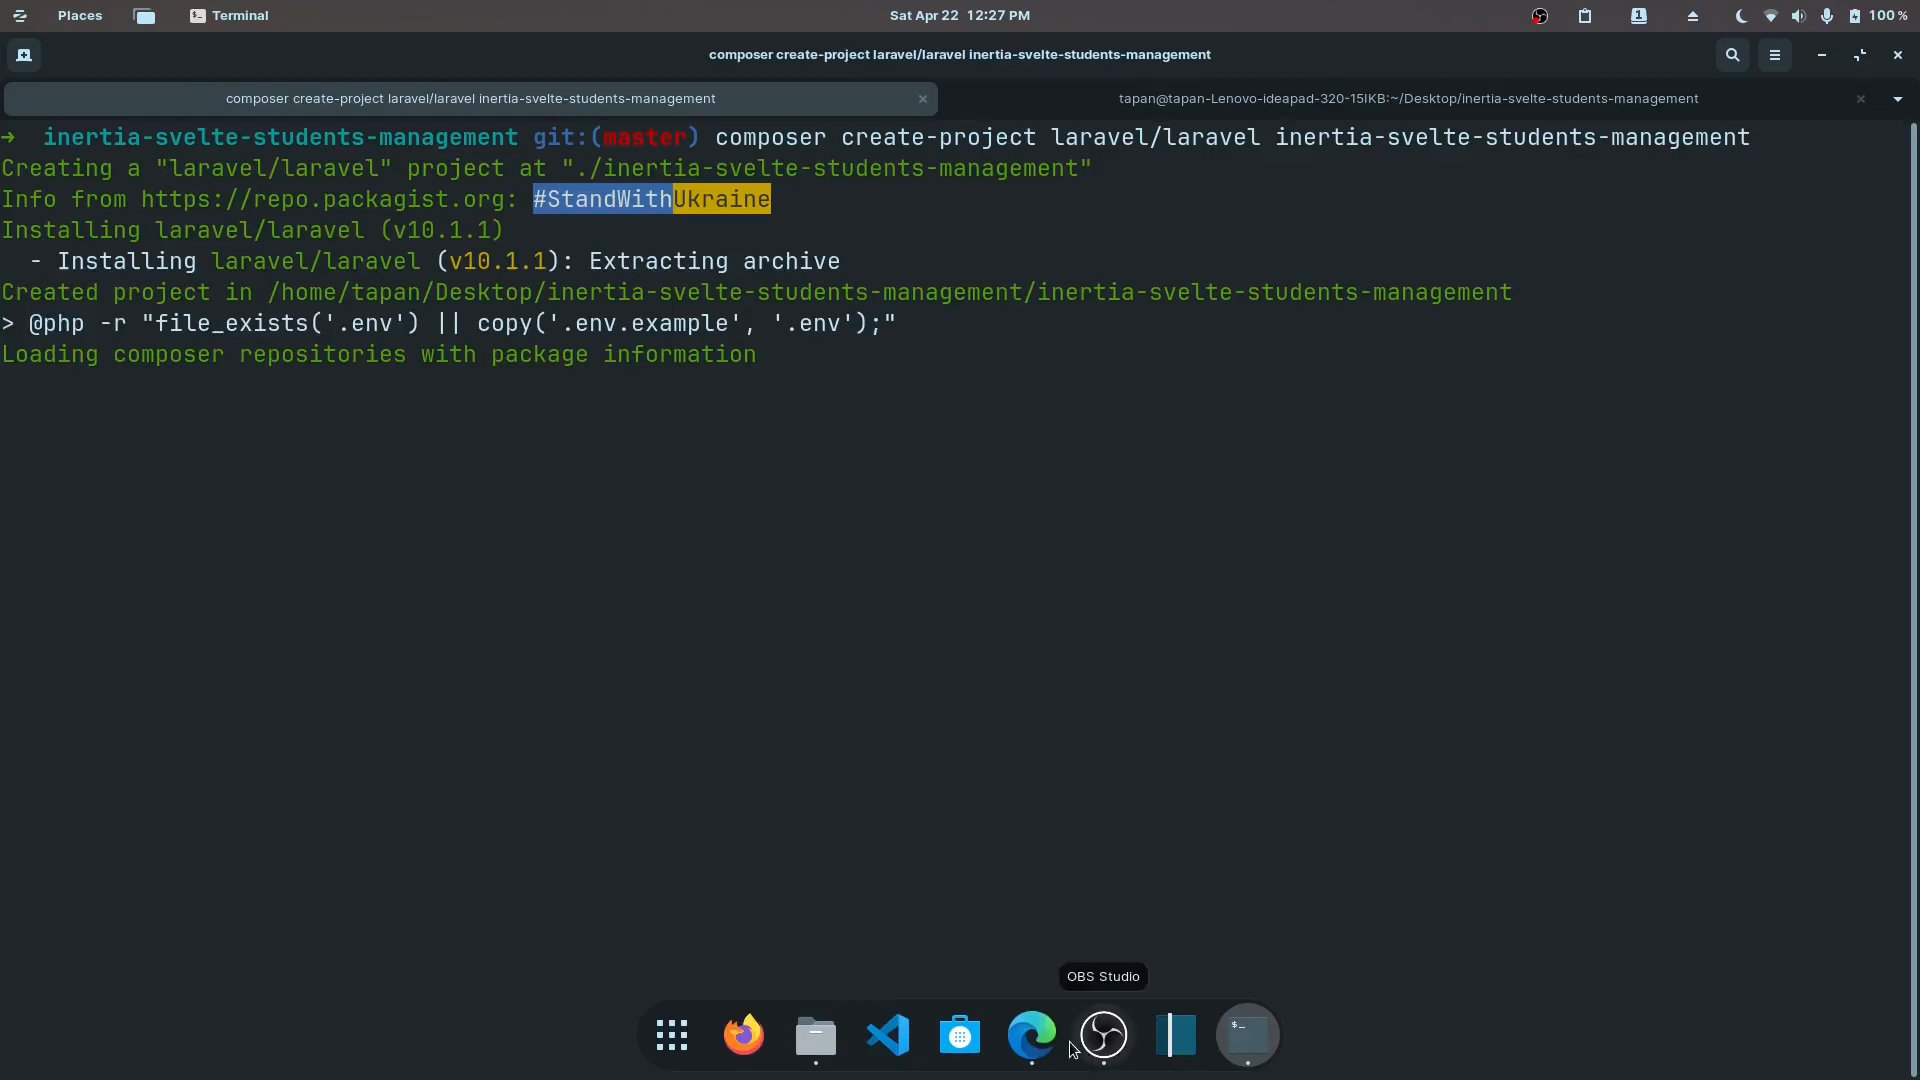 Places
Terminal
Sat Apr 22 12:27 PM
1
100 %
composer create-project laravel/laravel inertia-svelte-students-management
composer create-project laravel/laravel inertia-svelte-students-management
tapan@tapan-Lenovo-ideapad-320-15IKB:~/Desktop/inertia-svelte-students-management
→ inertia-svelte-students-management git:(master) composer create-project laravel/laravel inertia-svelte-students-management
Creating a "laravel/laravel" project at "./inertia-svelte-students-management"
Info from https://repo.packagist.org: #StandWithUkraine
Installing laravel/laravel (v10.1.1)
- Installing laravel/laravel (v10.1.1): Extracting archive
Created project in /home/tapan/Desktop/inertia-svelte-students-management/inertia-svelte-students-management
> @php -r "file_exists('.env') || copy('.env.example', '.env');"
Loading composer repositories with package information
OBS Studio